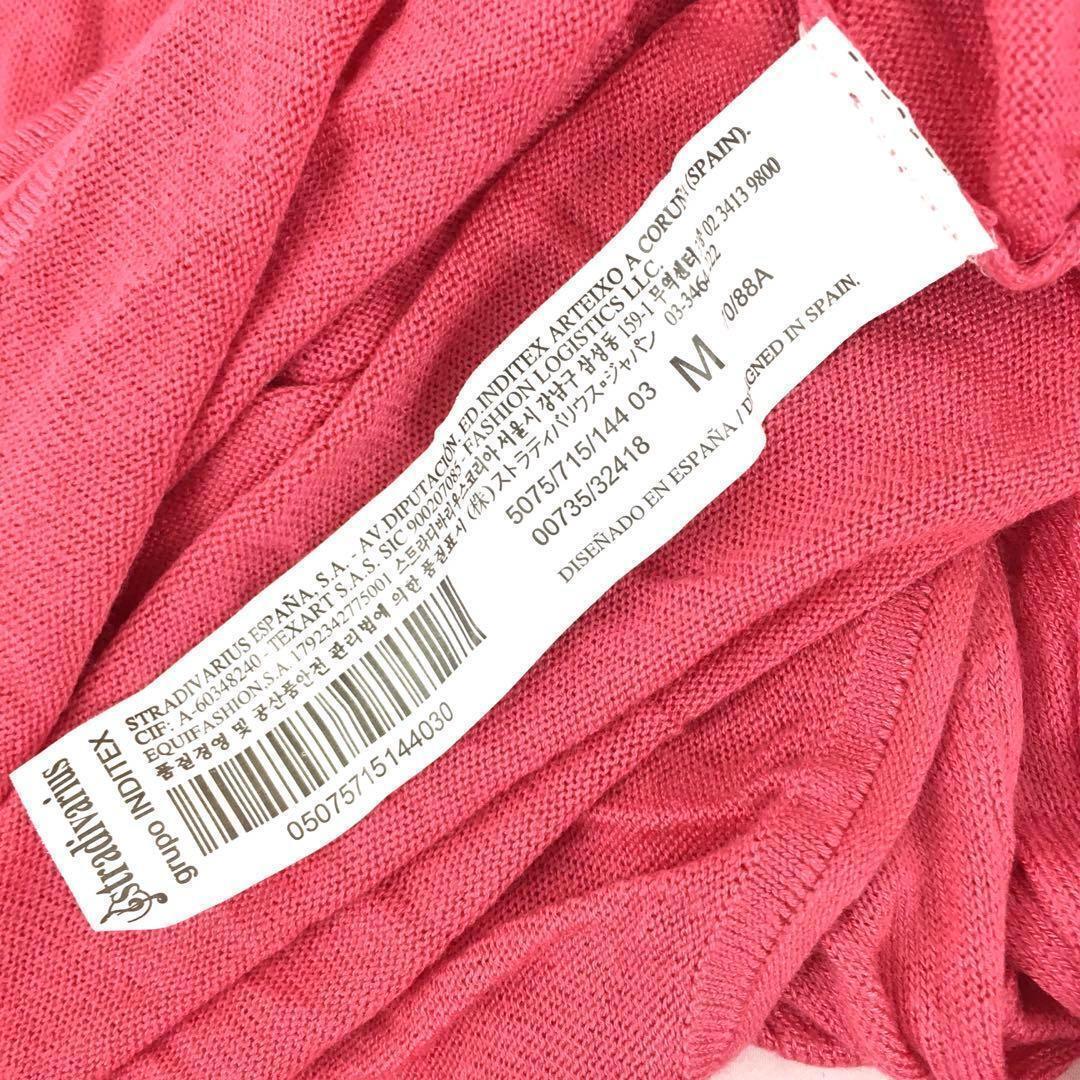 Estradivarius
grupo INDITEX
STRADIVARIUS ESPAÑA, S.A. - AV. DIPUTACIÓN, ED INDITEX ARTEIXO A CORUÑ (SPAIN).
CIF: A-60348240 - TEXART S.A.S. SIC 900207085 - FASHION LOGISTICS LLC.
EQUIFASHION S.A 1792342775001 스트라디바리우스코리아 서울시 강남구 삼성동 159-1 무역센터 02 3413 9800
품질경영 및 공산품안전 관리법에 의한 품질표시 (株)ストラディバリウス・ジャパン 03-3464 22
5075/715/144 03 M /88A
00735/32418
05075715144030
DISEÑADO EN ESPAÑA / D GNED IN SPAIN.